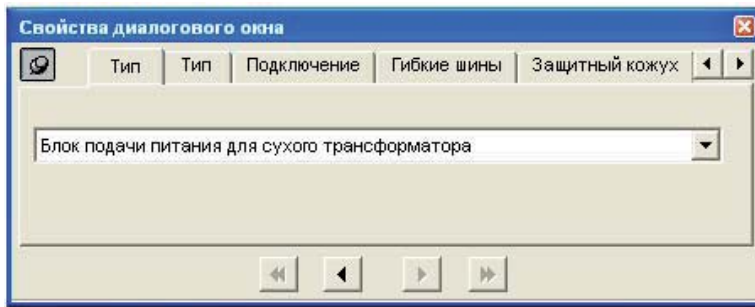 Свойства диалогового окна
Тип Тип Подключение Гибкие шины Защитный кожух
Блок подачи питания для сухого трансформатора